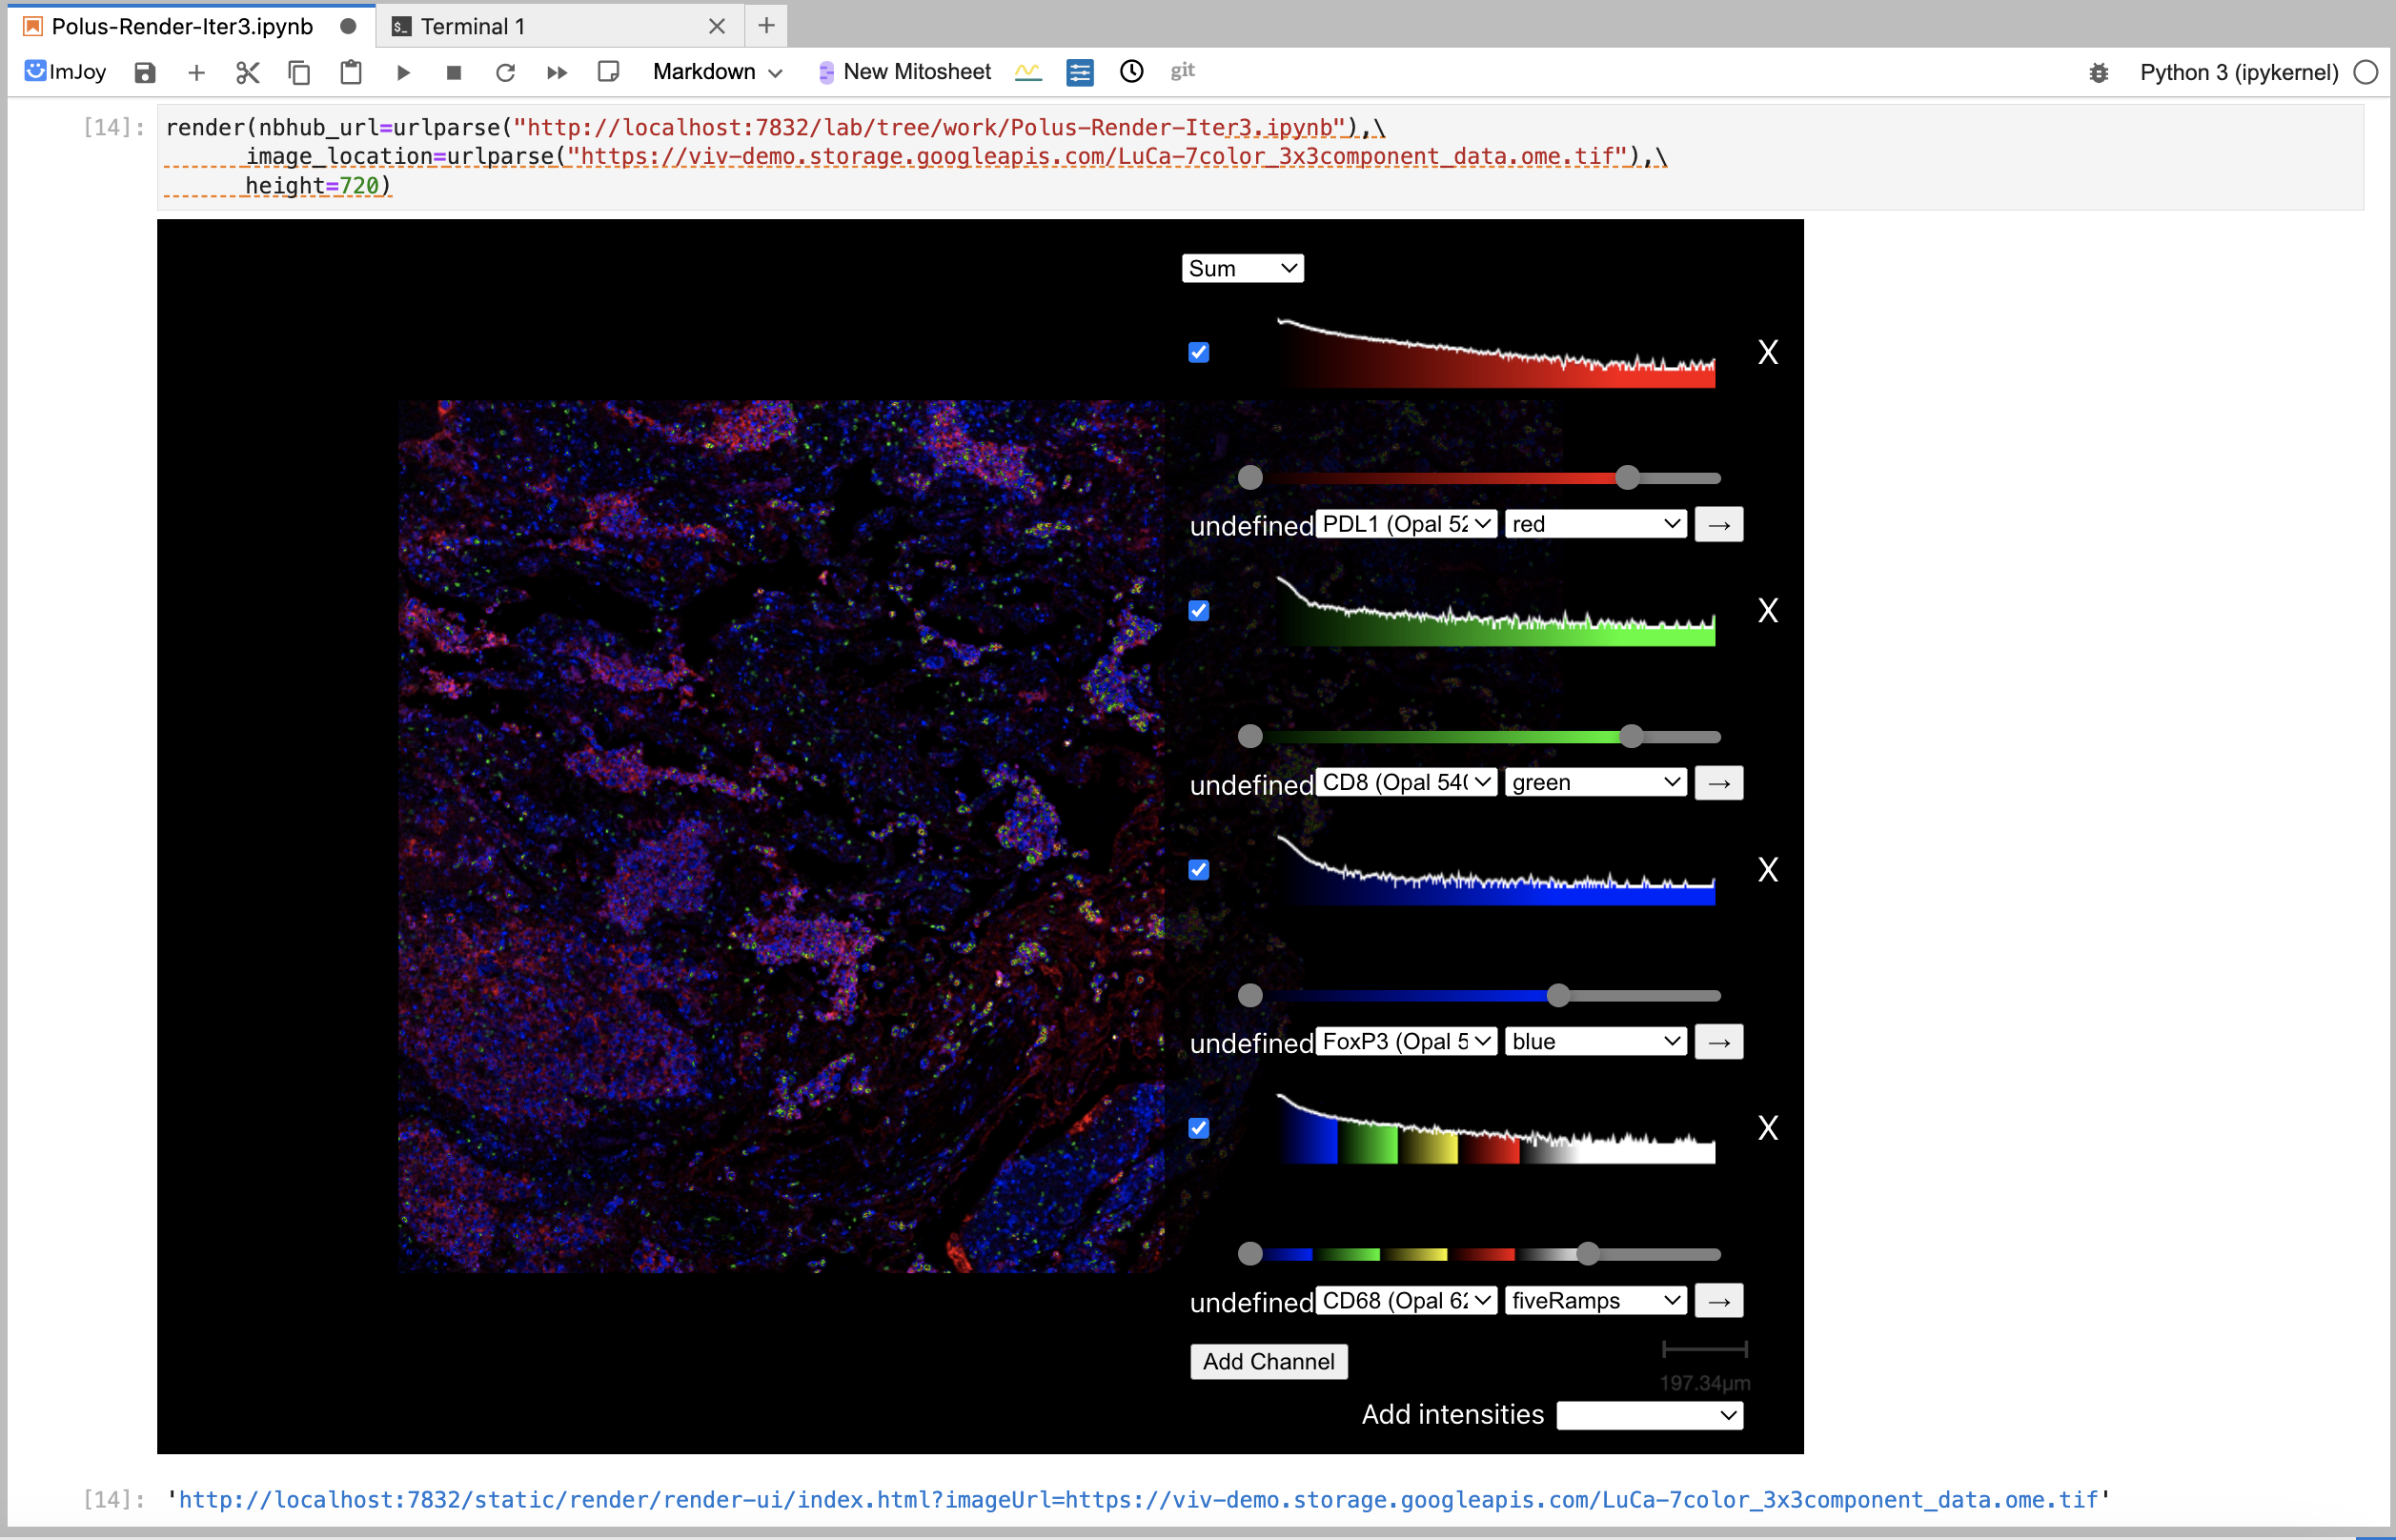 Polus-Render-Iter3.ipynb
Terminal 1
ImJoy
Markdown
New Mitosheet
git
Python 3 (ipykernel)
[14]:
render(nbhub_url=urlparse("http://localhost:7832/lab/tree/work/Polus-Render-Iter3.ipynb"),\
image_location=urlparse("https://viv-demo.storage.googleapis.com/LuCa-7color_3x3component_data.ome.tif"),\
height=720)
Sum
X
undefined PDL1 (Opal 52 red →
X
undefined CD8 (Opal 540 green →
X
undefined FoxP3 (Opal 5 blue →
X
undefined CD68 (Opal 62 fiveRamps →
Add Channel
197.34µm
Add intensities
[14]: 'http://localhost:7832/static/render/render-ui/index.html?imageUrl=https://viv-demo.storage.googleapis.com/LuCa-7color_3x3component_data.ome.tif'